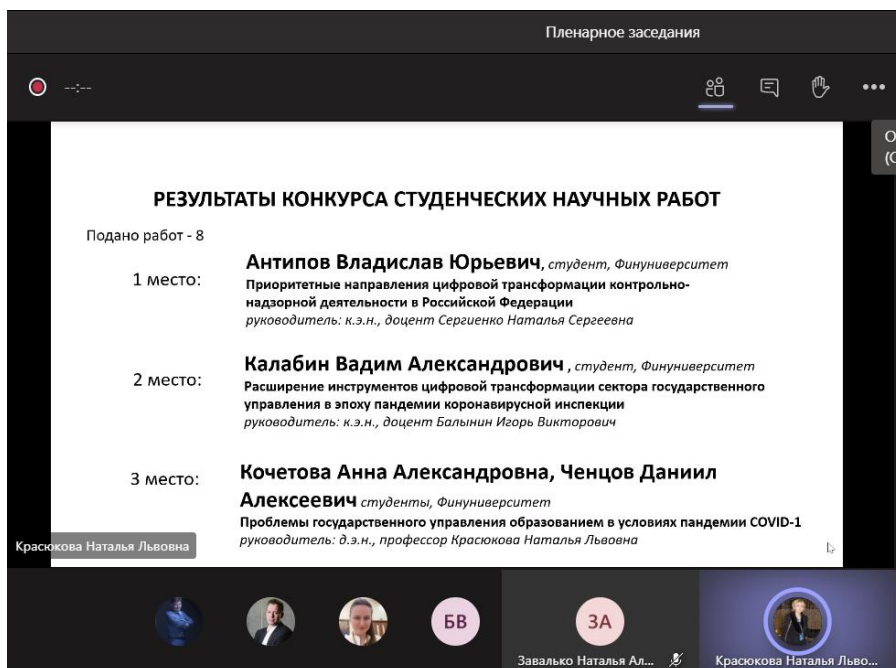 Пленарное заседания
--:--
О
(С
РЕЗУЛЬТАТЫ КОНКУРСА СТУДЕНЧЕСКИХ НАУЧНЫХ РАБОТ
Подано работ - 8
1 место:
Антипов Владислав Юрьевич, студент, Финуниверситет
Приоритетные направления цифровой трансформации контрольно-
надзорной деятельности в Российской Федерации
руководитель: к.э.н., доцент Сергиенко Наталья Сергеевна
2 место:
Калабин Вадим Александрович , студент, Финуниверситет
Расширение инструментов цифровой трансформации сектора государственного
управления в эпоху пандемии коронавирусной инспекции
руководитель: к.э.н., доцент Балынин Игорь Викторович
3 место:
Кочетова Анна Александровна, Ченцов Даниил
Алексеевич студенты, Финуниверситет
Проблемы государственного управления образованием в условиях пандемии COVID-1
руководитель: д.э.н., профессор Красюкова Наталья Львовна
Красюкова Наталья Львовна
БВ
ЗА
Завалько Наталья Ал...
Красюкова Наталья Льво...